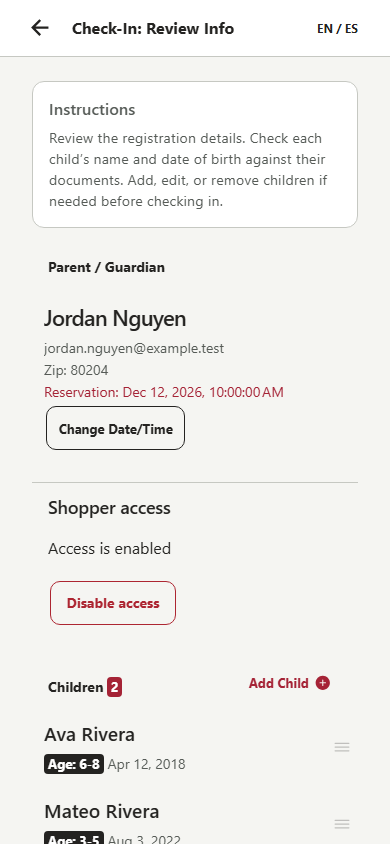 Check-In: Review Info
EN / ES
Instructions
Review the registration details. Check each
child's name and date of birth against their
documents. Add, edit, or remove children if
needed before checking in.
Parent / Guardian
Jordan Nguyen
jordan.nguyen@example.test
Zip: 80204
Reservation: Dec 12, 2026, 10:00:00 AM
Change Date/Time
Shopper access
Access is enabled
Disable access
Children 2
Add Child
Ava Rivera
Age: 6-8 Apr 12, 2018
Mateo Rivera
Age: 3-5 Aug 3, 2022